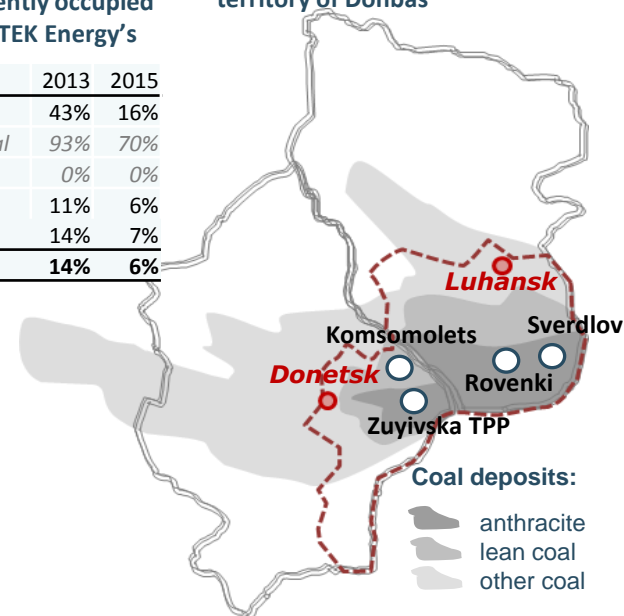 ently occupied
TEK Energy's
territory of Donbas
2013 2015
43% 16%
al 93% 70%
0% 0%
11% 6%
14% 7%
14% 6%
Luhansk
Komsomolets
Sverdlov
Donetsk
Rovenki
Zuyivska TPP
Coal deposits:
anthracite
lean coal
other coal